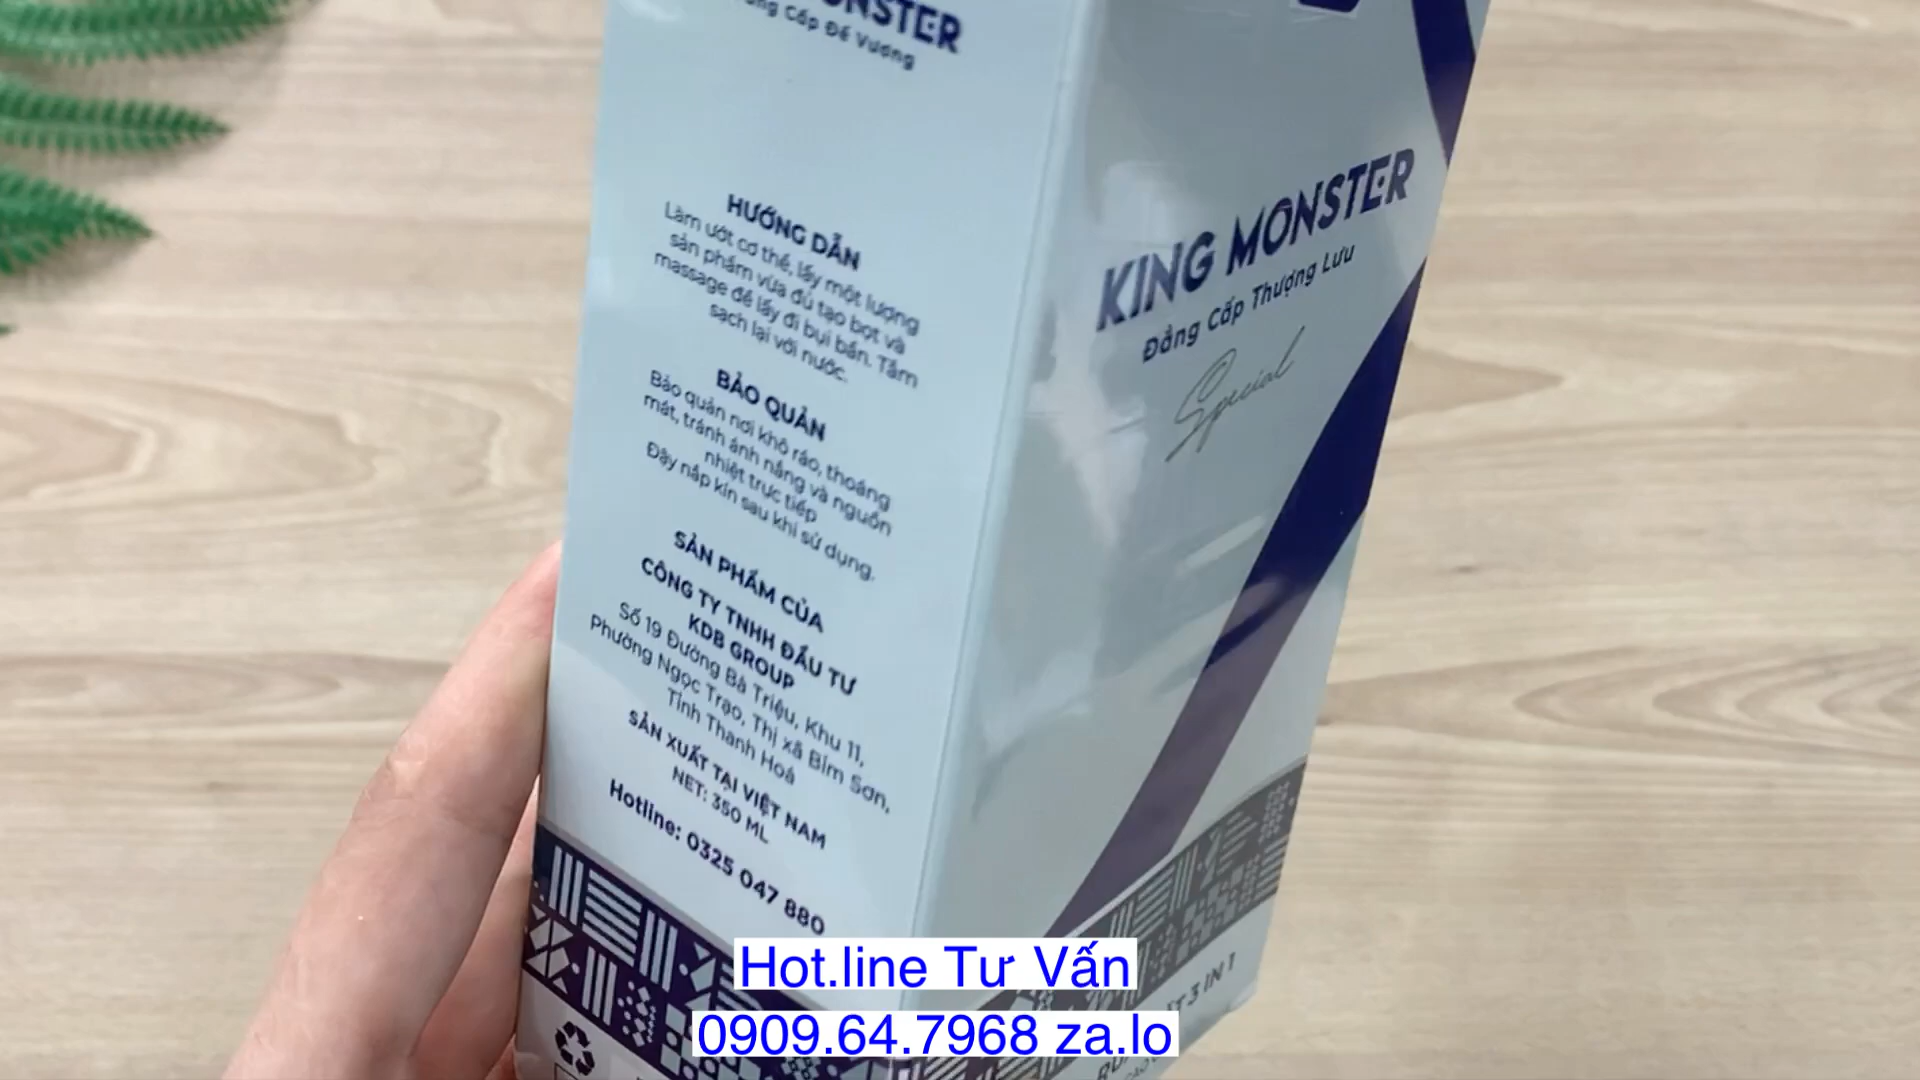 NSTER
Cấp Đế Vương
HƯỚNG DẪN
Làm ướt cơ thể, lấy một lượng
sản phẩm vừa đủ tạo bọt và
massage để lấy đi bụi bẩn. Tắm
sạch lại với nước.
BẢO QUẢN
Bảo quản nơi khô ráo, thoáng
mát, tránh ánh nắng và nguồn
nhiệt trực tiếp
Đậy nắp kín sau khi sử dụng.
SẢN PHẨM CỦA
CÔNG TY TNHH ĐẦU TƯ
KDB GROUP
Số 19 Đường Bà Triệu, Khu 11,
Phường Ngọc Trạo, Thị xã Bỉm Sơn,
Tỉnh Thanh Hoá
SẢN XUẤT TẠI VIỆT NAM
NET: 350 ML
Hotline: 0325 047 880
KING MONSTER
Đẳng Cấp Thượng Lưu
Special
3 IN 1
Hot.line Tư Vấn
0909.64.7968 za.lo